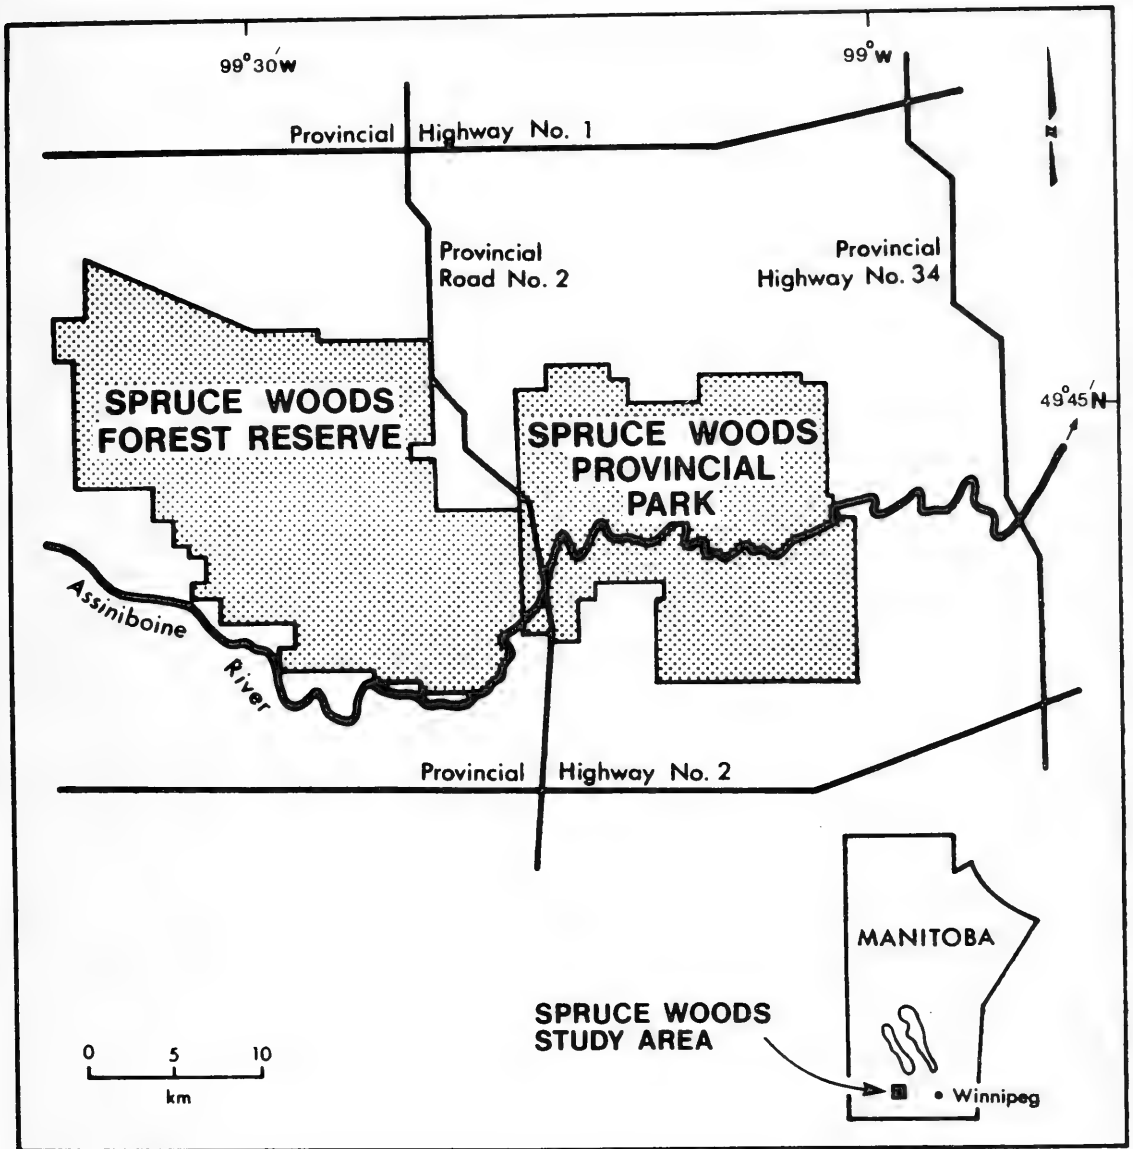 99°30'W
99°W
N
Provincial Highway No. 1
Provincial
Road No. 2
Provincial
Highway No. 34
49°45'N
SPRUCE WOODS
FOREST RESERVE
SPRUCE WOODS
PROVINCIAL
PARK
Assiniboine
River
Provincial Highway No. 2
MANITOBA
SPRUCE WOODS
STUDY AREA
Winnipeg
0 5 10
km